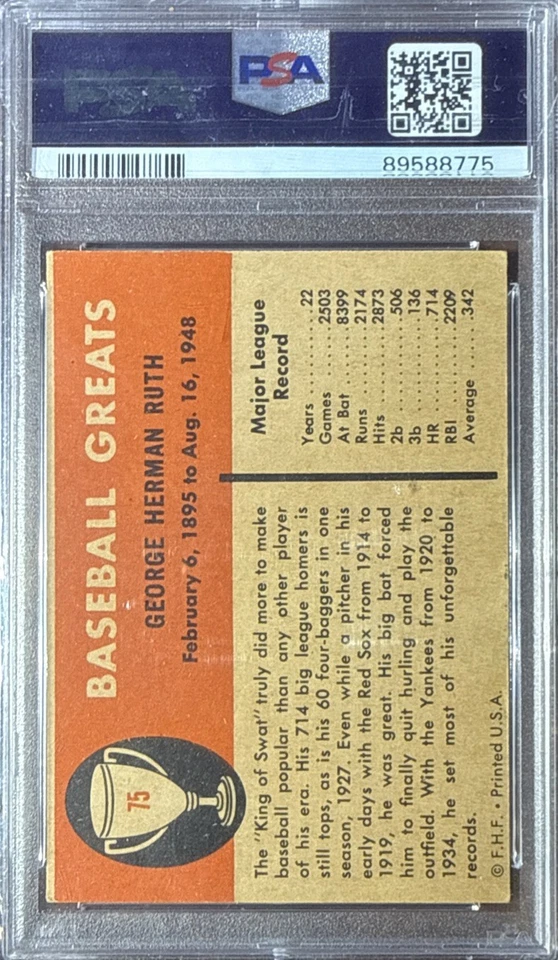 PSA
89588775
75
BASEBALL GREATS
GEORGE HERMAN RUTH
February 6, 1895 to Aug. 16, 1948
The "King of Swat" truly did more to make
baseball popular than any other player
of his era. His 714 big league homers is
still tops, as is his 60 four-baggers in one
season, 1927. Even while a pitcher in his
early days with the Red Sox from 1914 to
1919, he was great. His big bat forced
him to finally quit hurling and play the
outfield. With the Yankees from 1920 to
1934, he set most of his unforgettable
records.
© F.H.F. • Printed U.S.A.
Major League
Record
Years ........ 22
Games ........ 2503
At Bat ........ 8399
Runs ........ 2174
Hits ........ 2873
2b ........ 506
3b ........ 136
HR ........ 714
RBI ........ 2209
Average ........ .342